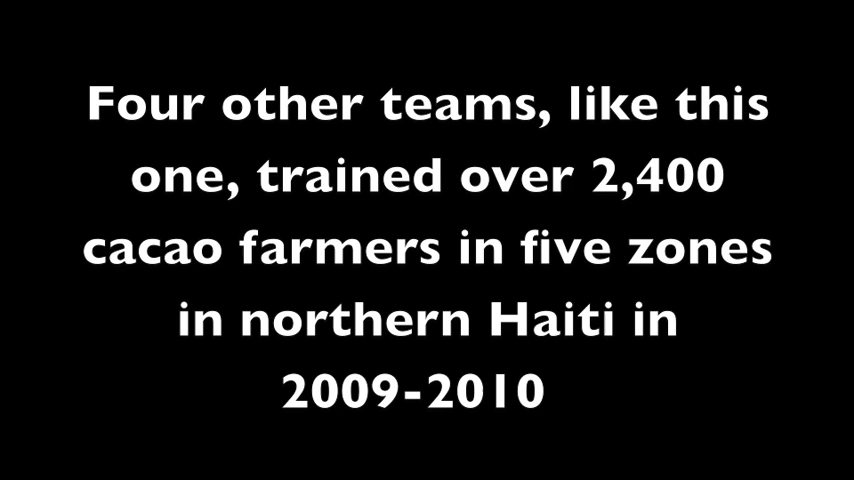 Four other teams, like this
one, trained over 2,400
cacao farmers in five zones
in northern Haiti in
2009-2010